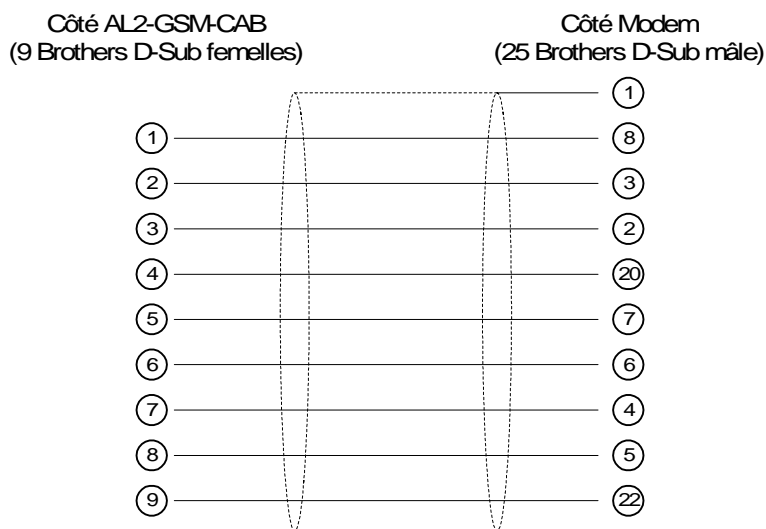 Côté AL2-GSM-CAB
(9 Brothers D-Sub femelles)
Côté Modem
(25 Brothers D-Sub mâle)
1
1 8
2 3
3 2
4 20
5 7
6 6
7 4
8 5
9 22